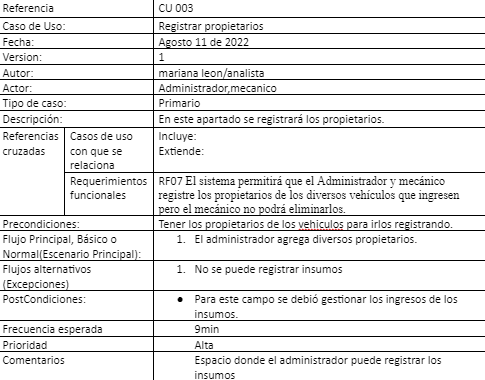 Referencia CU 003
Caso de Uso: Registrar propietarios
Fecha: Agosto 11 de 2022
Version: 1
Autor: mariana leon/analista
Actor: Administrador,mecanico
Tipo de caso: Primario
Descripción: En este apartado se registrará los propietarios.
Referencias cruzadas
Casos de uso con que se relaciona
Incluye:
Extiende:
Requerimientos funcionales
RF07 El sistema permitirá que el Administrador y mecánico
registre los propietarios de los diversos vehículos que ingresen
pero el mecánico no podrá eliminarlos.
Precondiciones: Tener los propietarios de los vehiculos para irlos registrando.
Flujo Principal, Básico o
Normal(Escenario Principal):
1. El administrador agrega diversos propietarios.
Flujos alternativos
(Excepciones)
1. No se puede registrar insumos
PostCondiciones:
● Para este campo se debió gestionar los ingresos de los
insumos.
Frecuencia esperada 9min
Prioridad Alta
Comentarios Espacio donde el administrador puede registrar los
insumos